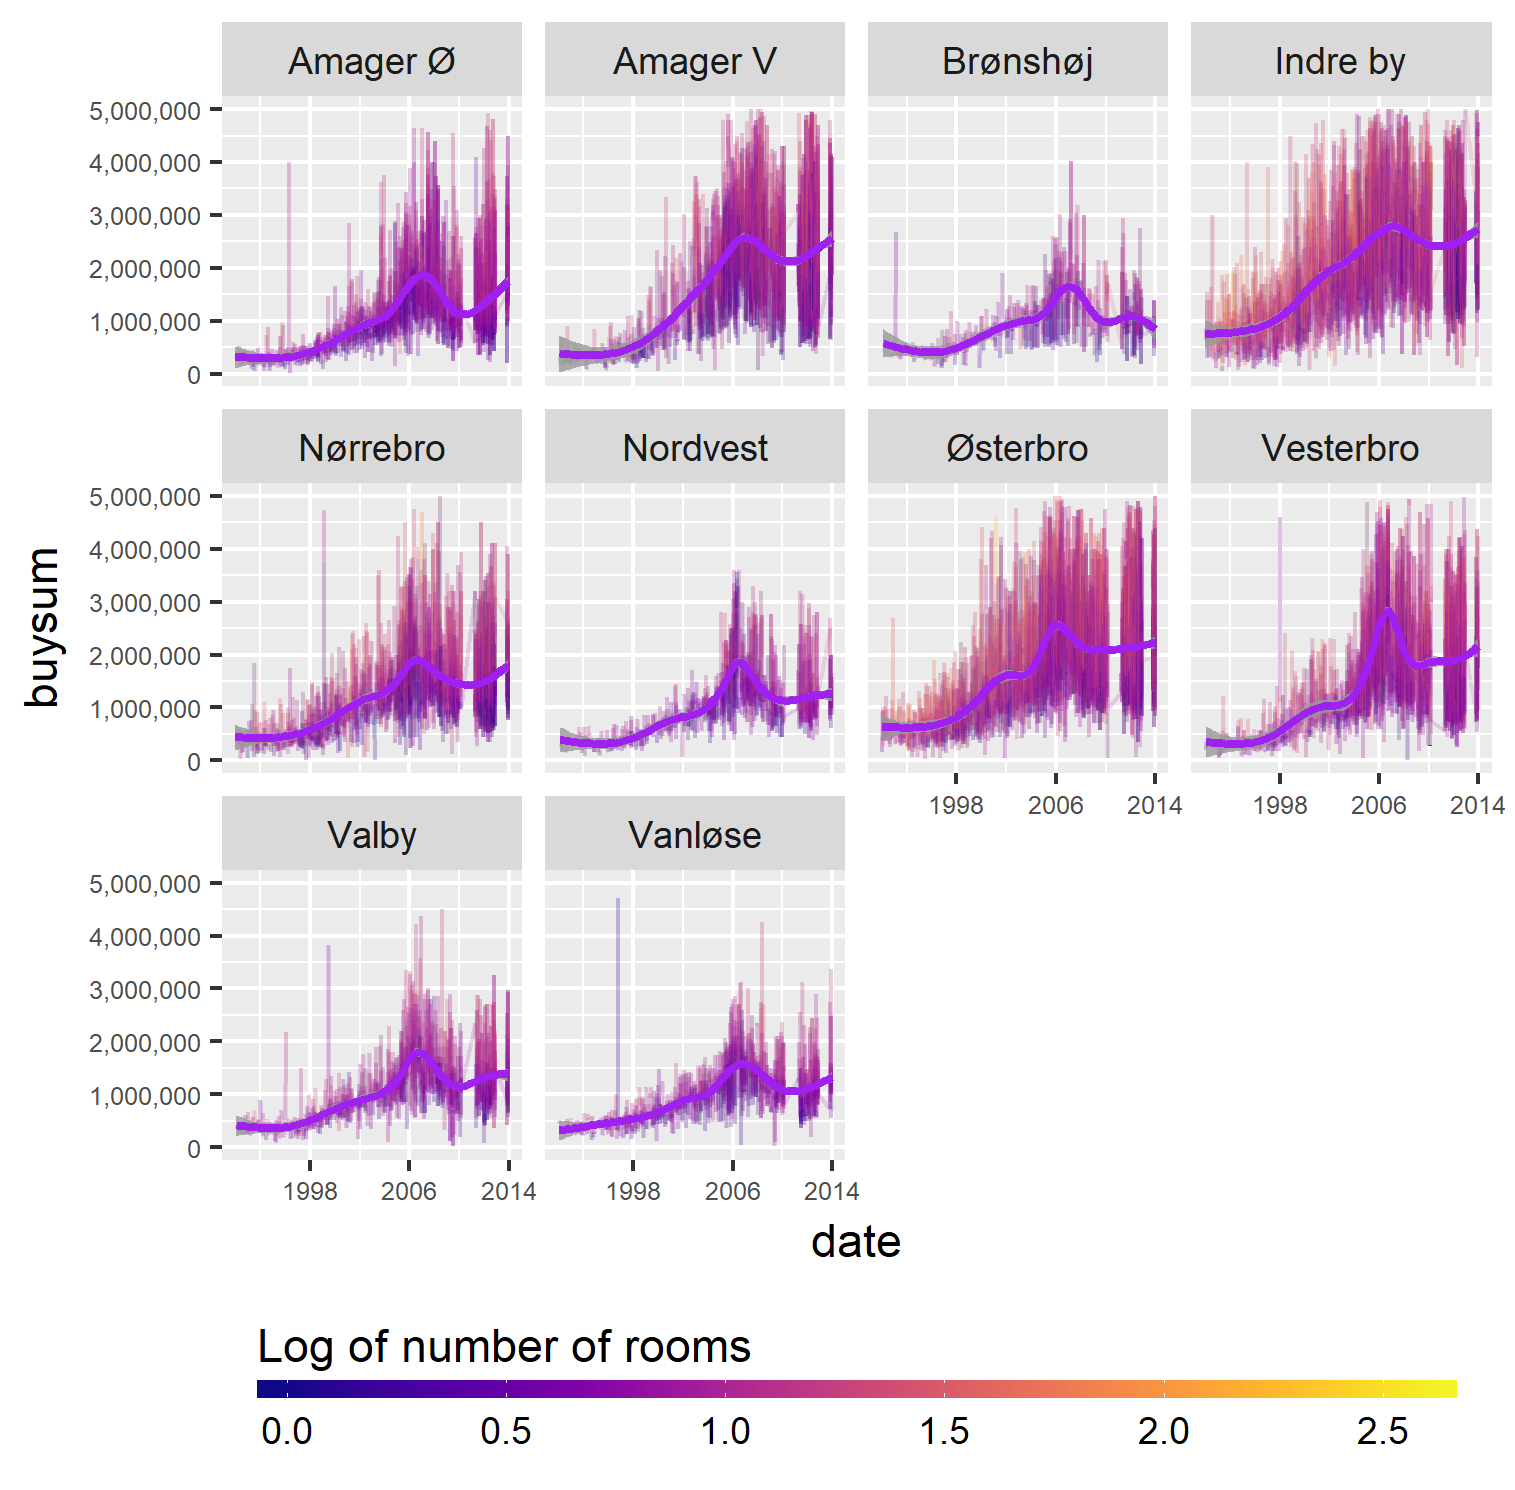 Amager Ø Amager V Brønshøj Indre by
5,000,000
4,000,000
3,000,000
2,000,000
1,000,000
0
Nørrebro Nordvest Østerbro Vesterbro
5,000,000
4,000,000
3,000,000
2,000,000
1,000,000
0
buysum
1998 2006 2014 1998 2006 2014
Valby Vanløse
5,000,000
4,000,000
3,000,000
2,000,000
1,000,000
0
1998 2006 2014 1998 2006 2014
date
Log of number of rooms
0.0 0.5 1.0 1.5 2.0 2.5